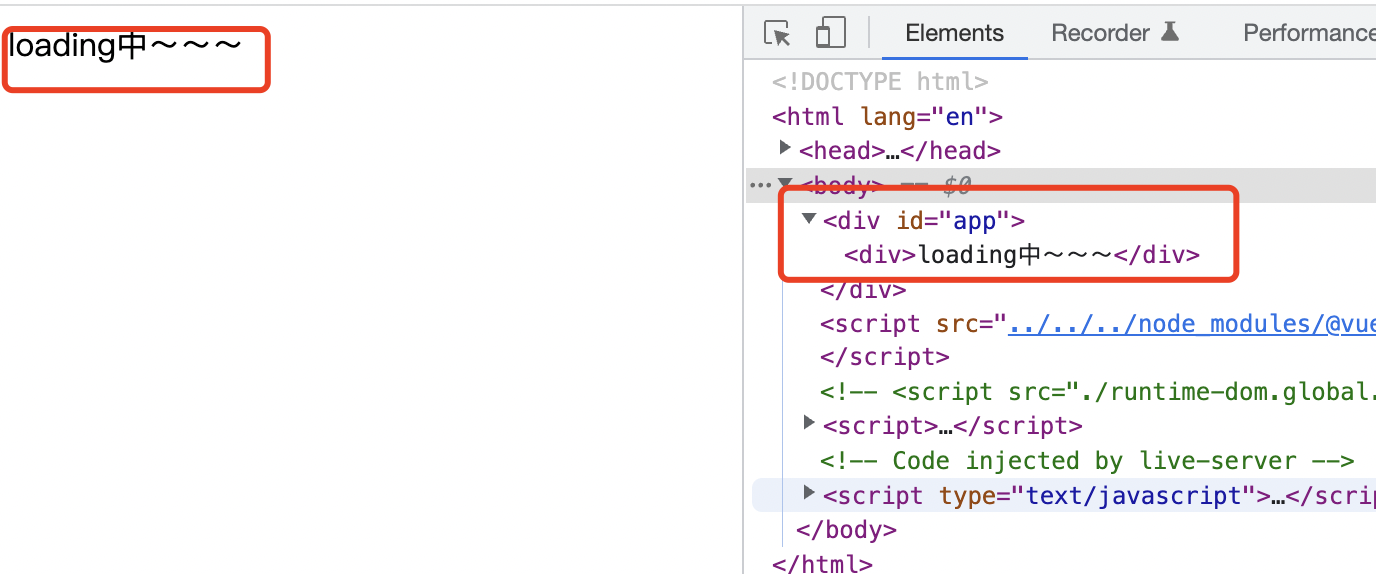 loading中～～～
Elements Recorder Performance
<!DOCTYPE html>
<html lang="en">
<head>…</head>
<body> == $0
<div id="app">
<div>loading中～～～</div>
</div>
<script src="../../../node_modules/@vue
</script>
<!-- <script src="./runtime-dom.global.
<script>…</script>
<!-- Code injected by live-server -->
<script type="text/javascript">…</scrip
</body>
</html>